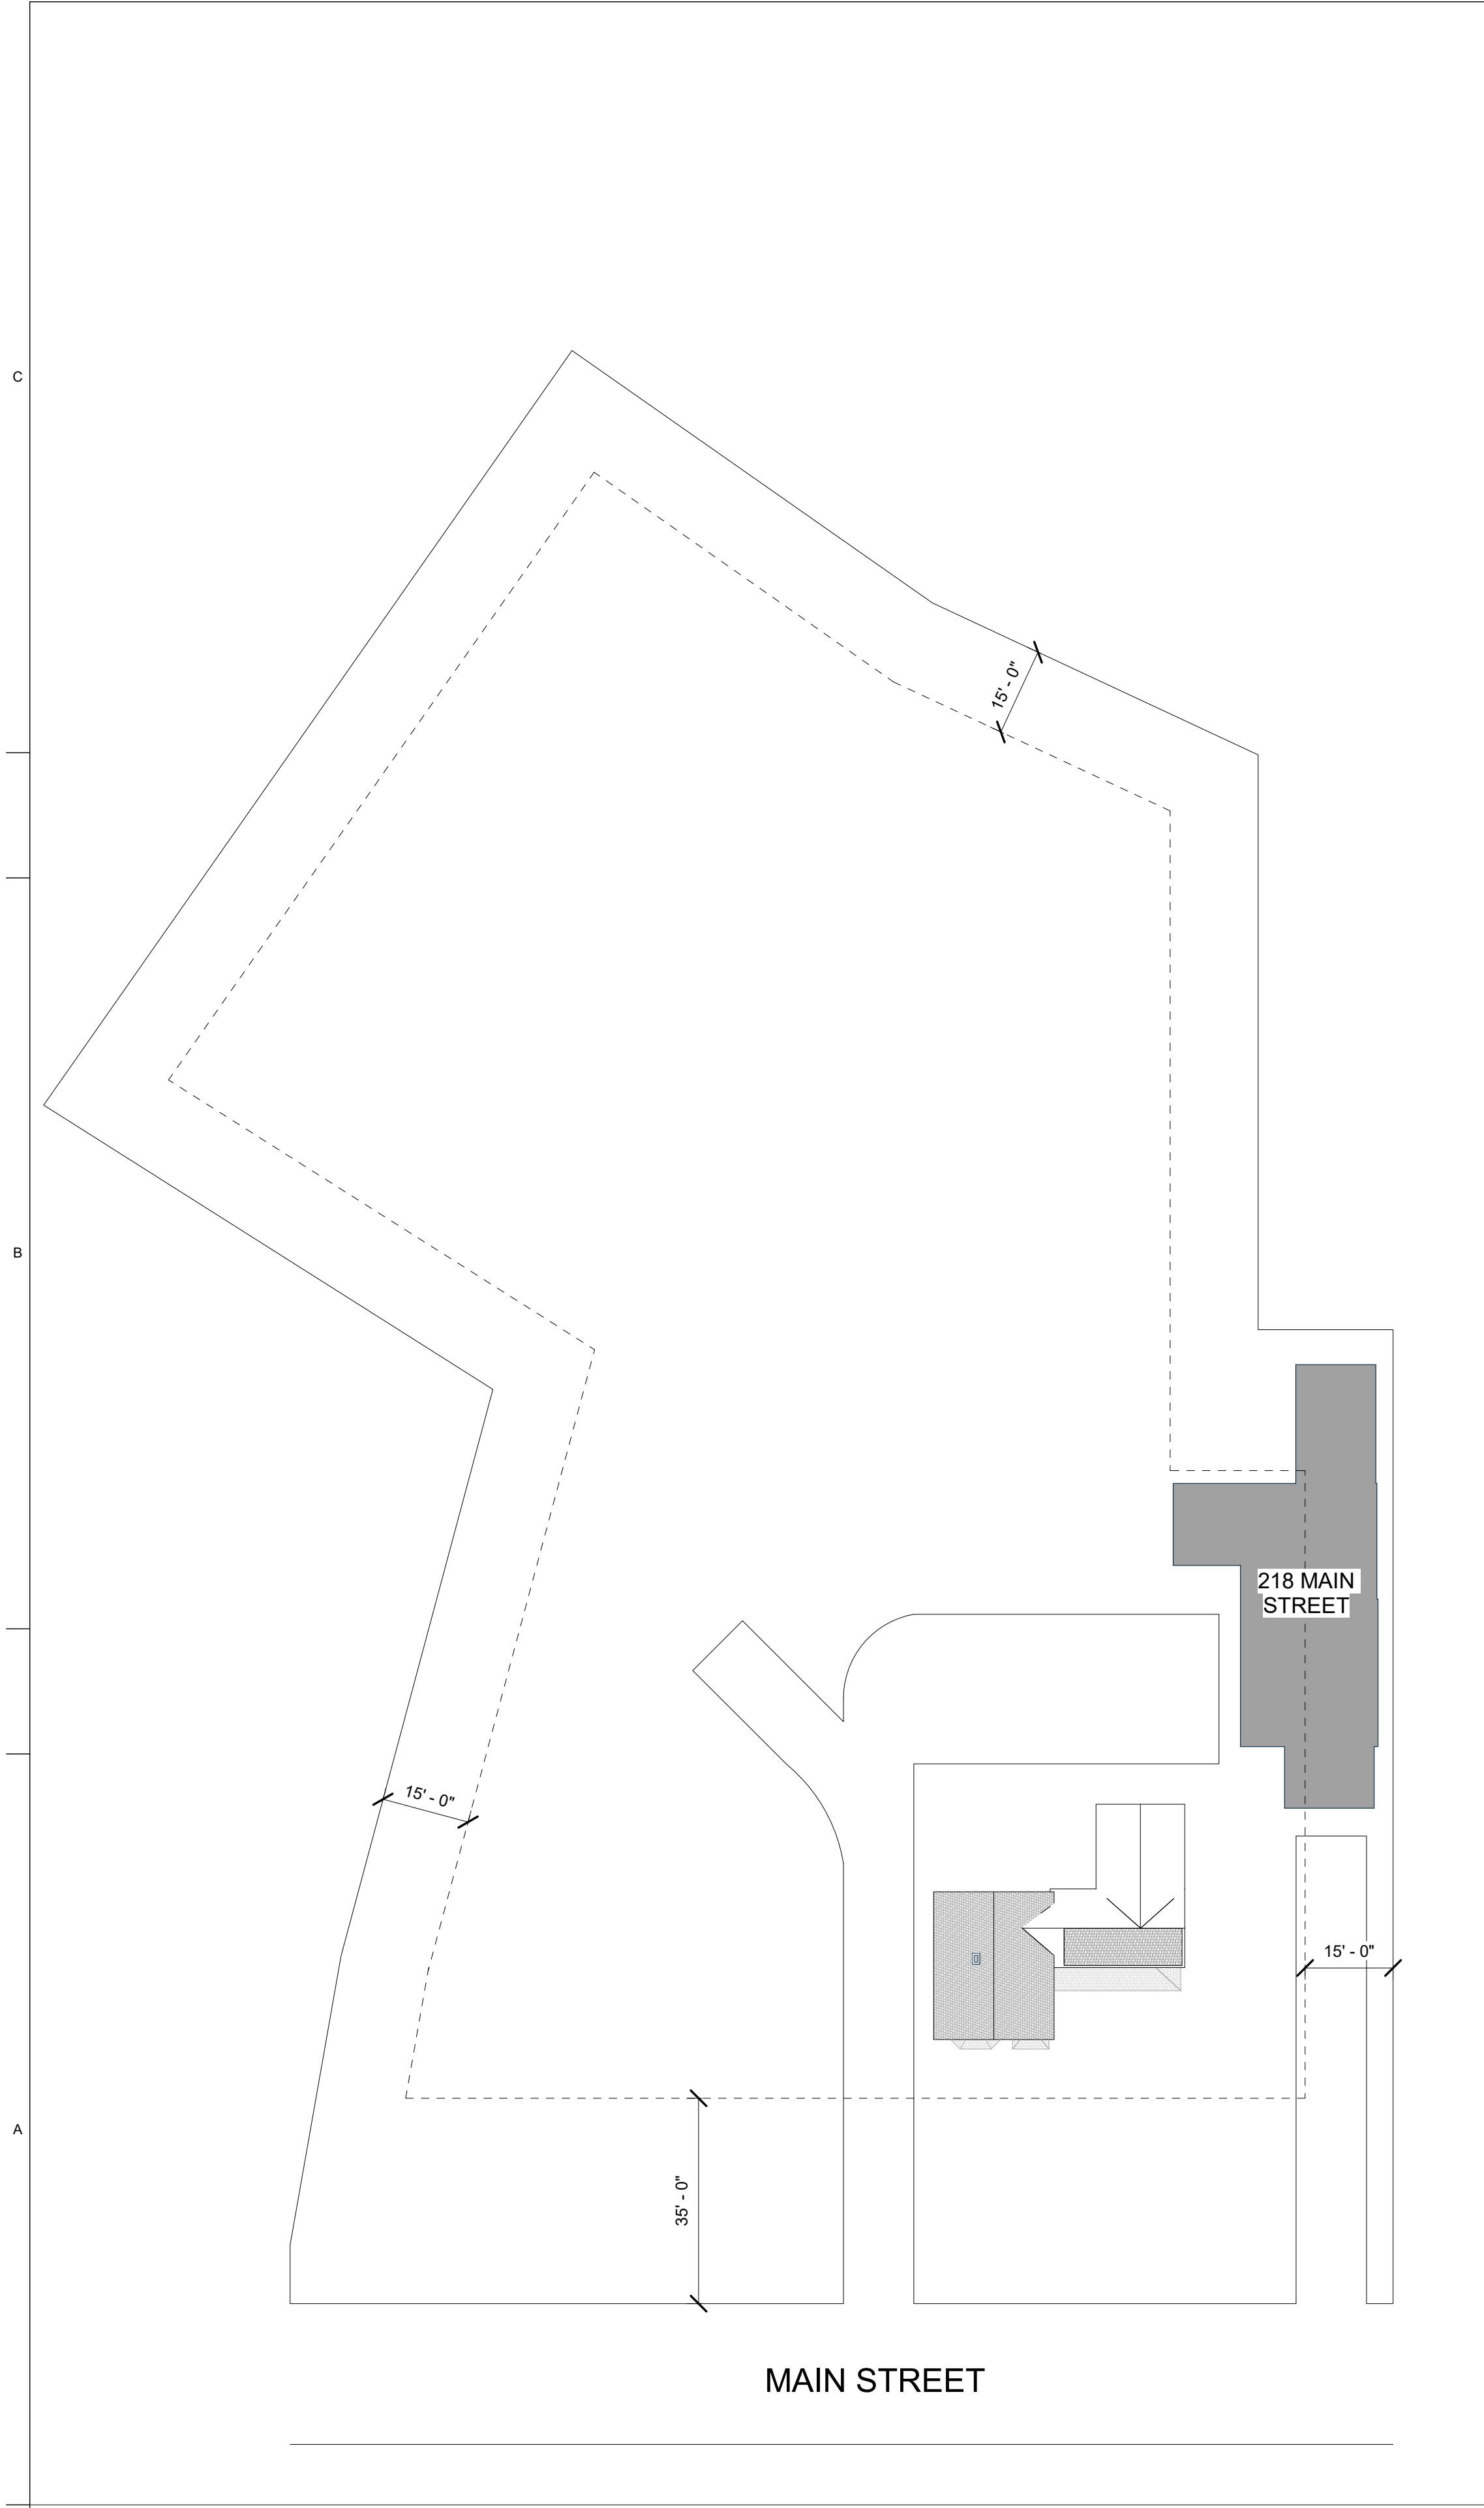 C
15' - 0"
B
218 MAIN
STREET
15' - 0"
15' - 0"
A
35' - 0"
MAIN STREET